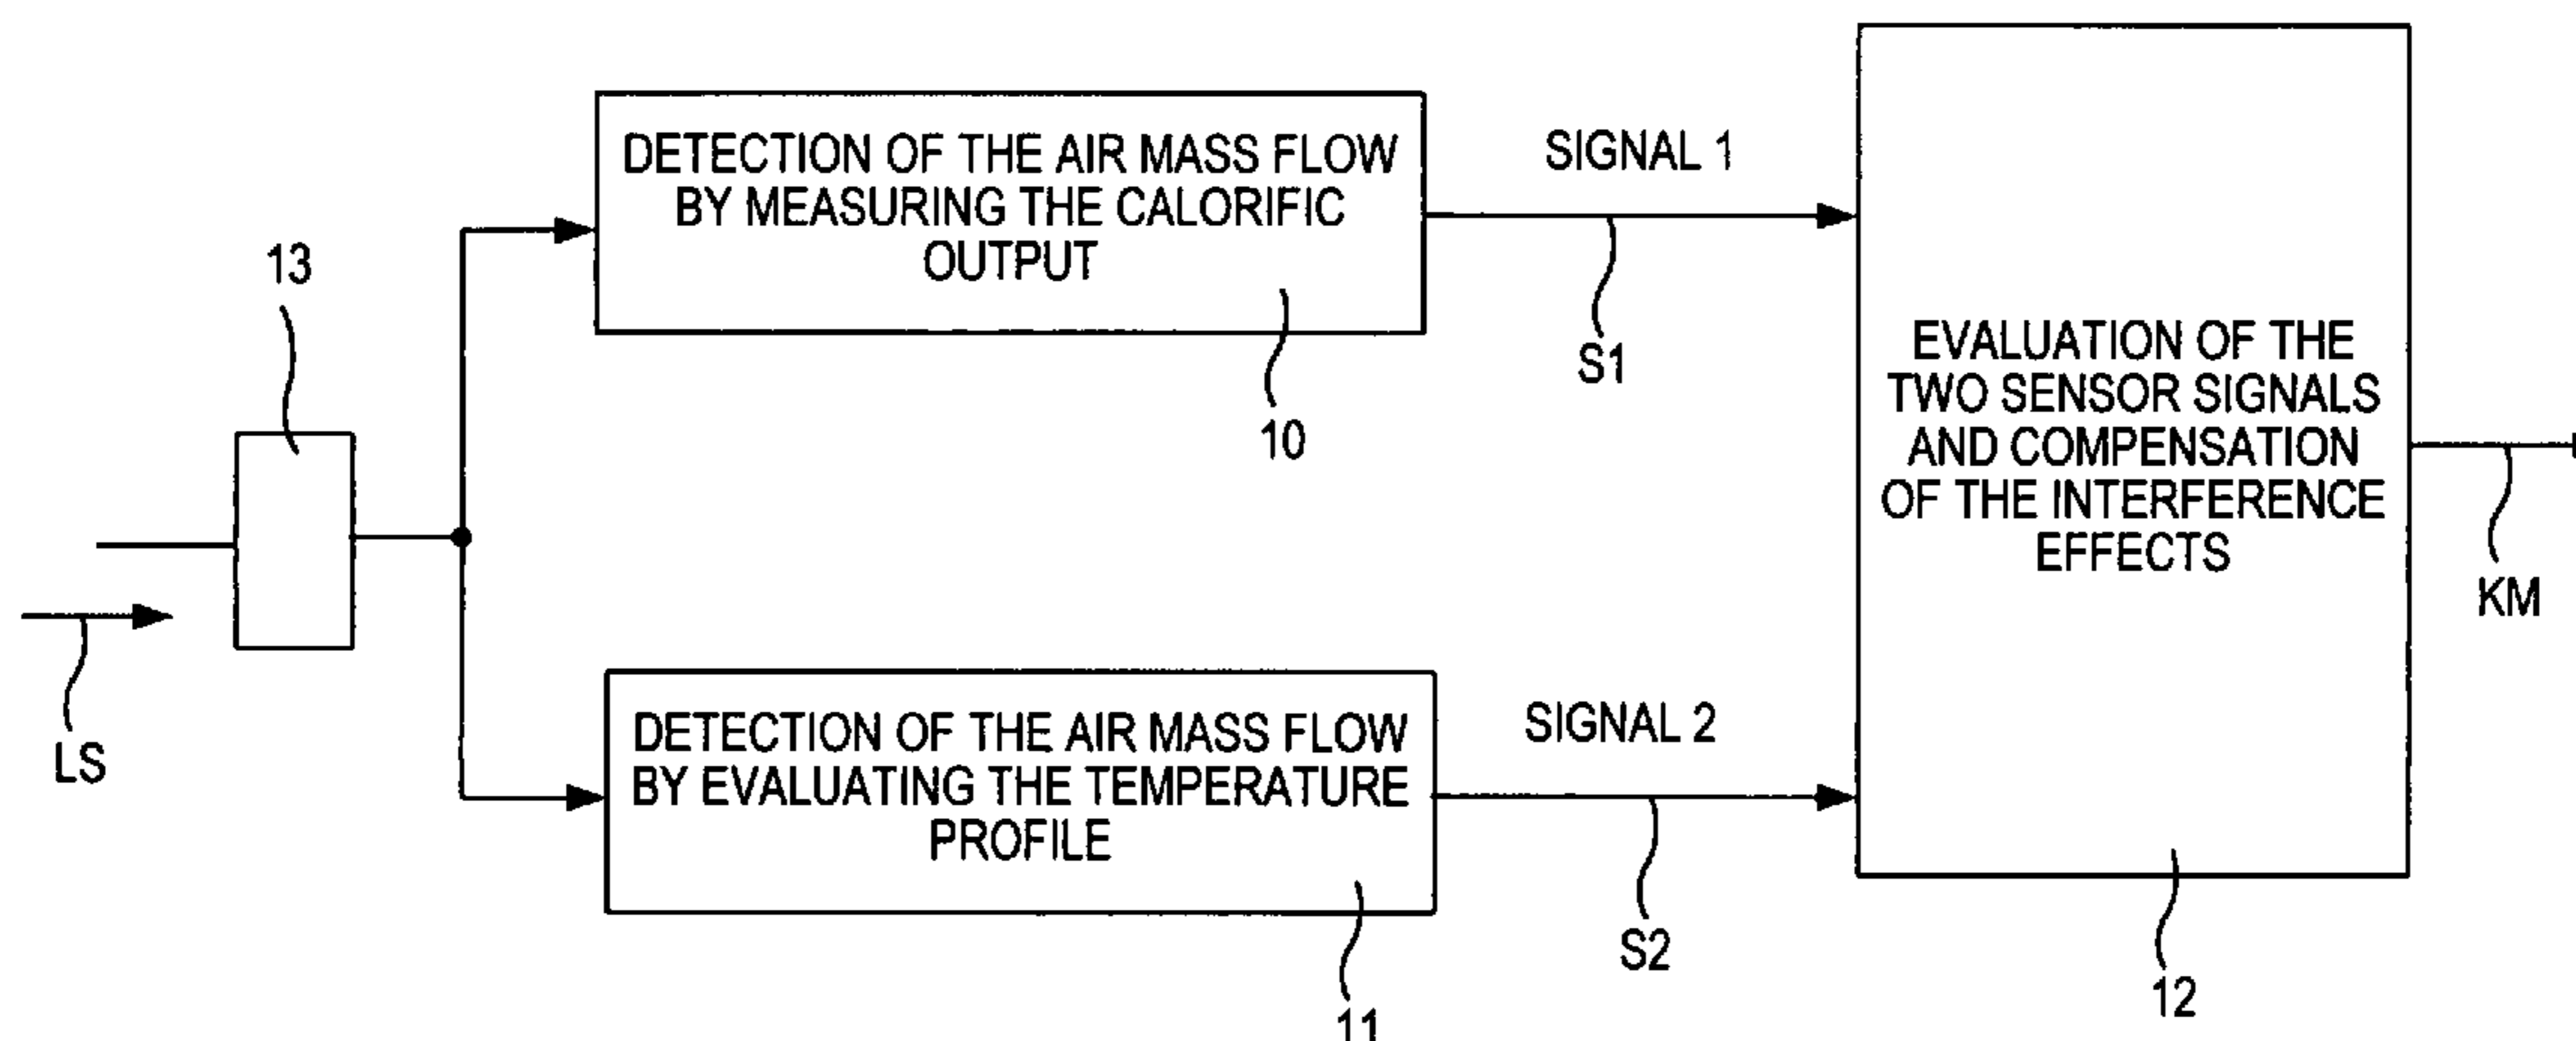 13
DETECTION OF THE AIR MASS FLOW
BY MEASURING THE CALORIFIC
OUTPUT
10
SIGNAL 1
S1
LS
DETECTION OF THE AIR MASS FLOW
BY EVALUATING THE TEMPERATURE
PROFILE
11
SIGNAL 2
S2
EVALUATION OF THE
TWO SENSOR SIGNALS
AND COMPENSATION
OF THE INTERFERENCE
EFFECTS
12
KM